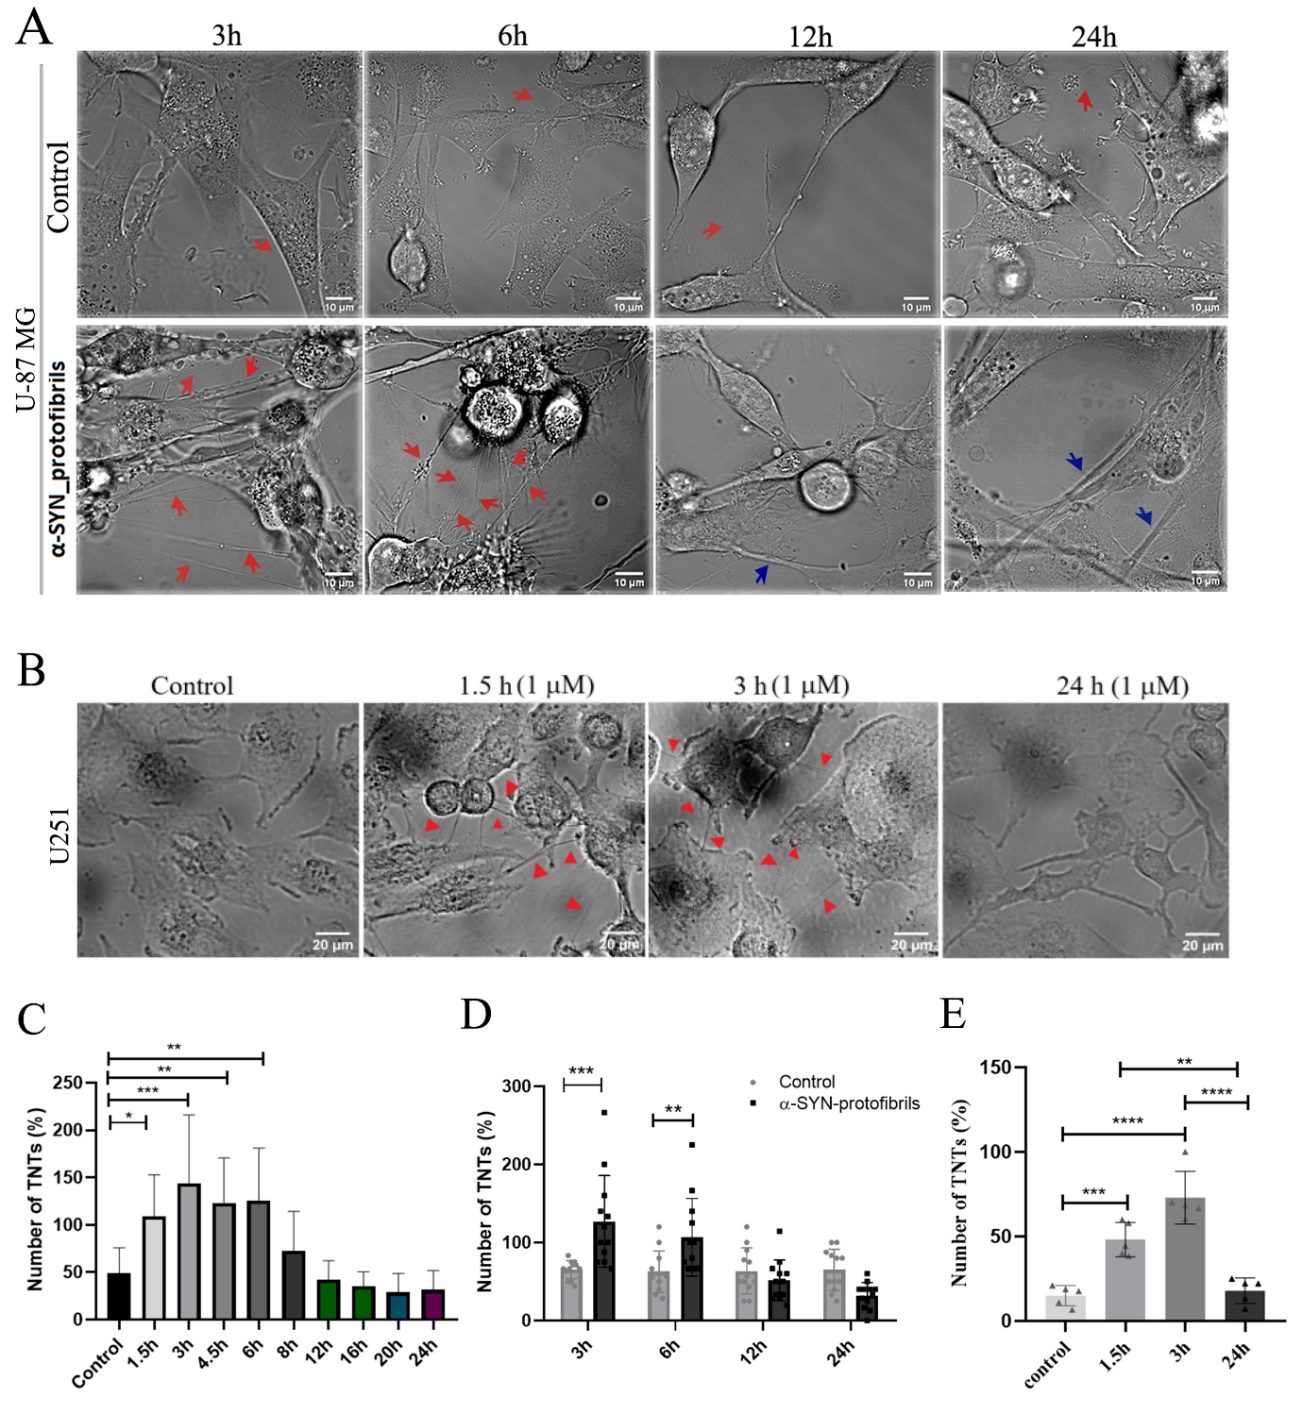 A
3h 6h 12h 24h
U-87 MG
Control
10 µm 10 µm 10 µm 10 µm
α-SYN_protofibrils
10 µm 10 µm 10 µm 10 µm
B
Control 1.5 h (1 µM) 3 h (1 µM) 24 h (1 µM)
U251
20 µm 20 µm 20 µm 20 µm
C
**
**
***
*
Number of TNTs (%)
250
200
150
100
50
0
Control 1.5h 3h 4.5h 6h 8h 12h 16h 20h 24h
D
***
**
Control
α-SYN-protofibrils
Number of TNTs (%)
300
200
100
0
3h 6h 12h 24h
E
**
****
****
***
Number of TNTs (%)
150
100
50
0
control 1.5h 3h 24h